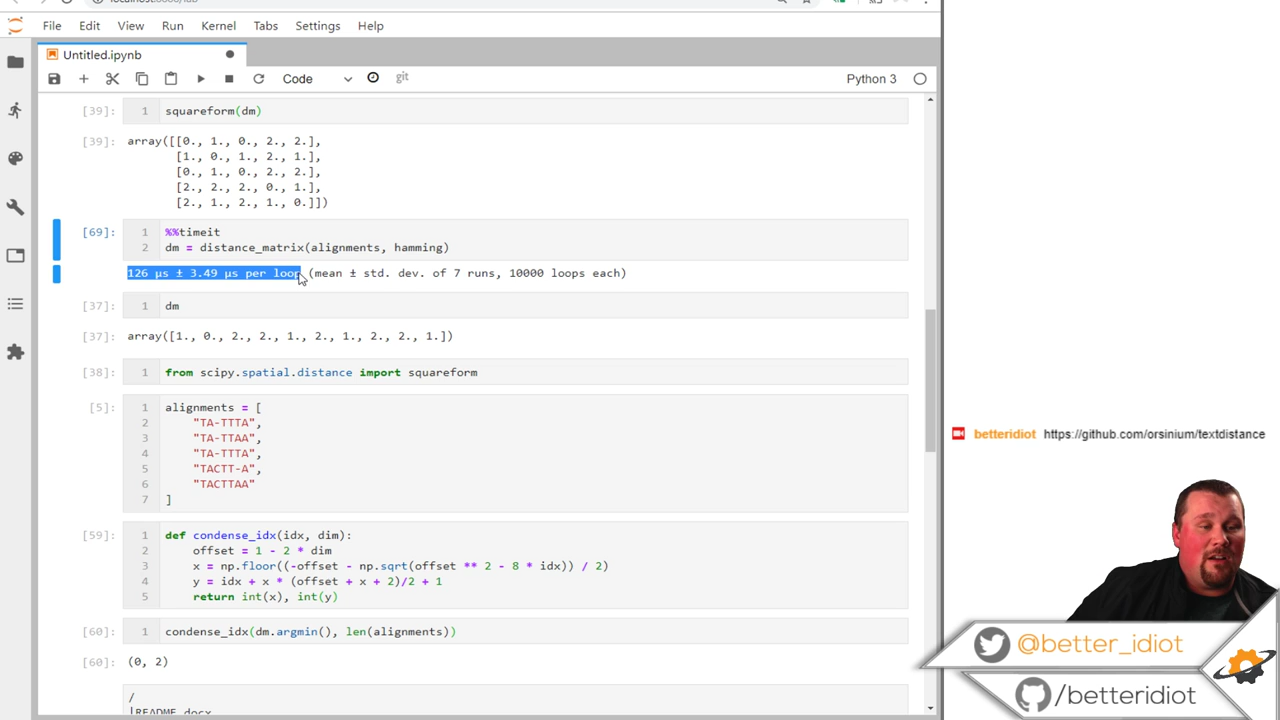 File Edit View Run Kernel Tabs Settings Help
Untitled.ipynb
Code
git
Python 3
[39]:
1 squareform(dm)
[39]:
array([[0., 1., 0., 2., 2.],
[1., 0., 1., 2., 1.],
[0., 1., 0., 2., 2.],
[2., 2., 2., 0., 1.],
[2., 1., 2., 1., 0.]])
[69]:
1 %%timeit
2 dm = distance_matrix(alignments, hamming)
126 µs ± 3.49 µs per loop (mean ± std. dev. of 7 runs, 10000 loops each)
[37]:
1 dm
[37]:
array([1., 0., 2., 2., 1., 2., 1., 2., 2., 1.])
[38]:
1 from scipy.spatial.distance import squareform
[5]:
1 alignments = [
2 "TA-TTTA",
3 "TA-TTAA",
4 "TA-TTTA",
5 "TACTT-A",
6 "TACTTAA"
7 ]
[59]:
1 def condense_idx(idx, dim):
2 offset = 1 - 2 * dim
3 x = np.floor((-offset - np.sqrt(offset ** 2 - 8 * idx)) / 2)
4 y = idx + x * (offset + x + 2)/2 + 1
5 return int(x), int(y)
[60]:
1 condense_idx(dm.argmin(), len(alignments))
[60]:
(0, 2)
/
|README.docx
betteridiot https://github.com/orsinium/textdistance
@better_idiot
/betteridiot